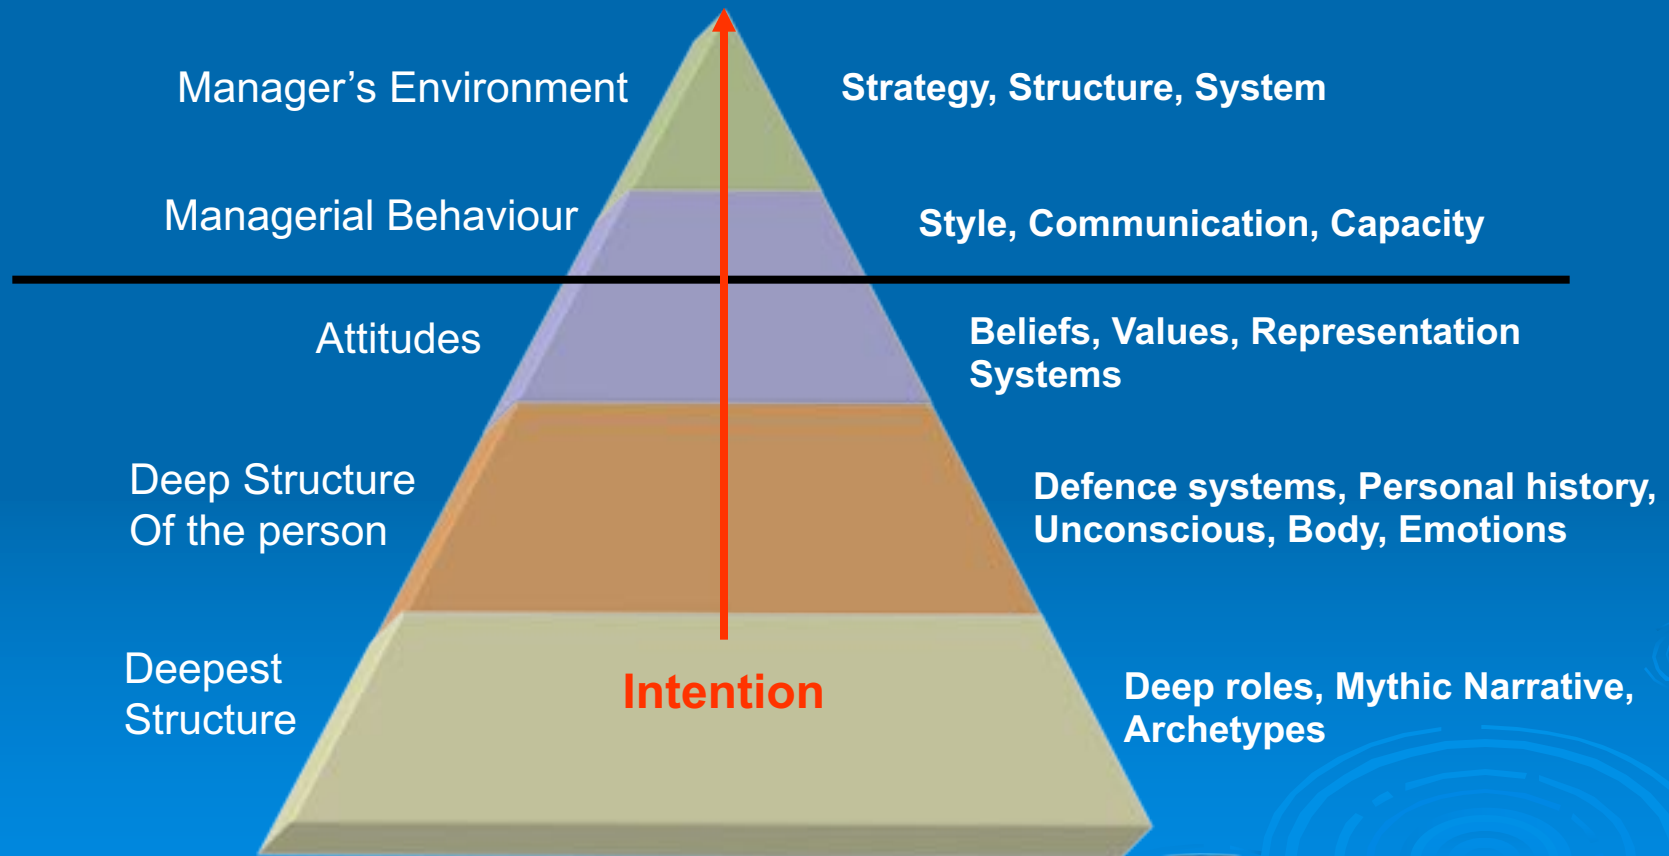 Manager’s Environment
Strategy, Structure, System
Managerial Behaviour
Style, Communication, Capacity
Attitudes
Beliefs, Values, Representation
Systems
Deep Structure
Of the person
Defence systems, Personal history,
Unconscious, Body, Emotions
Deepest
Structure
Intention
Deep roles, Mythic Narrative,
Archetypes